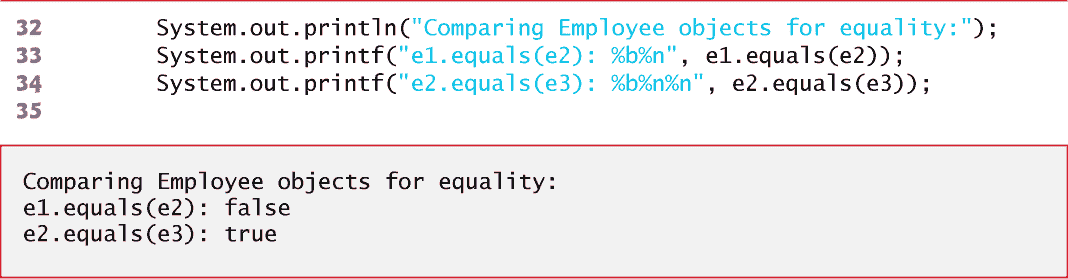 32 System.out.println("Comparing Employee objects for equality:");
33 System.out.printf("e1.equals(e2): %b%n", e1.equals(e2));
34 System.out.printf("e2.equals(e3): %b%n%n", e2.equals(e3));
35
Comparing Employee objects for equality:
e1.equals(e2): false
e2.equals(e3): true